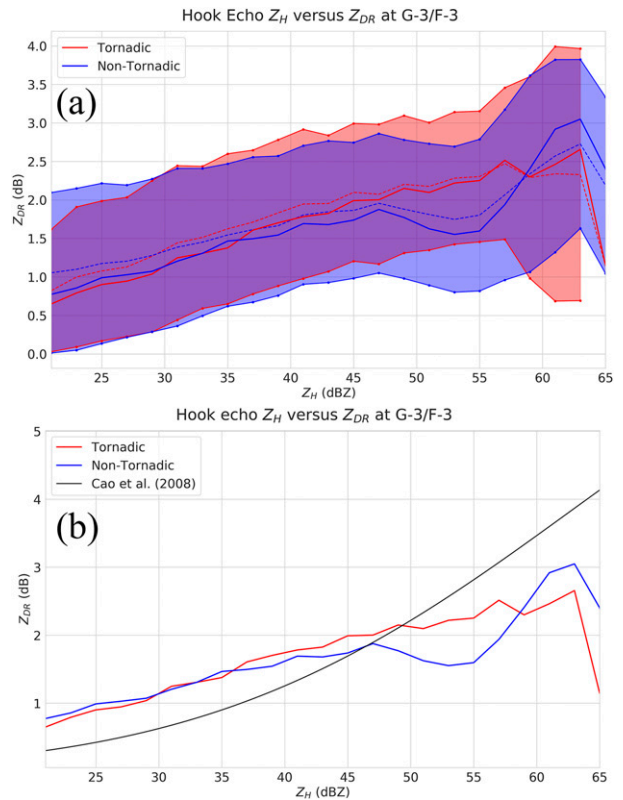 Hook Echo Z_H versus Z_DR at G-3/F-3
4.0
Tornadic
Non-Tornadic
3.5
(a)
3.0
2.5
Z_DR (dB)
2.0
1.5
1.0
0.5
0.0
25 30 35 40 45 50 55 60 65
Z_H (dBZ)
Hook echo Z_H versus Z_DR at G-3/F-3
5
Tornadic
Non-Tornadic
Cao et al. (2008)
4
(b)
3
Z_DR (dB)
2
1
25 30 35 40 45 50 55 60 65
Z_H (dBZ)